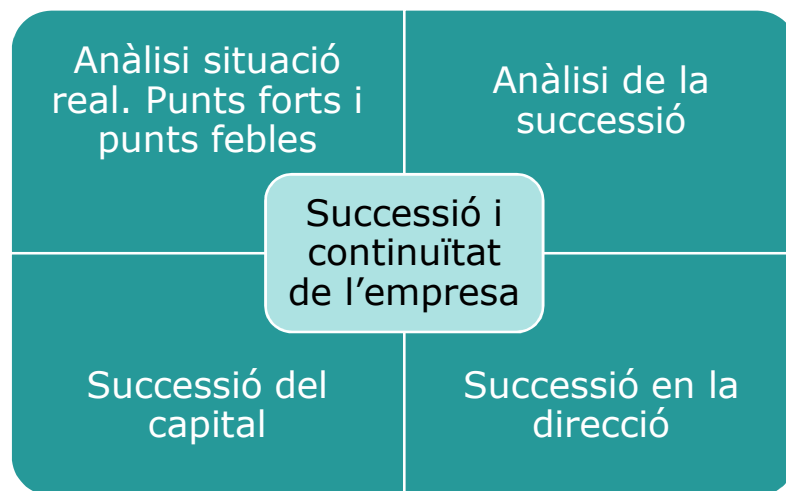 Anàlisi situació
real. Punts forts i
punts febles
Anàlisi de la
successió
Successió i
continuïtat
de l’empresa
Successió del
capital
Successió en la
direcció